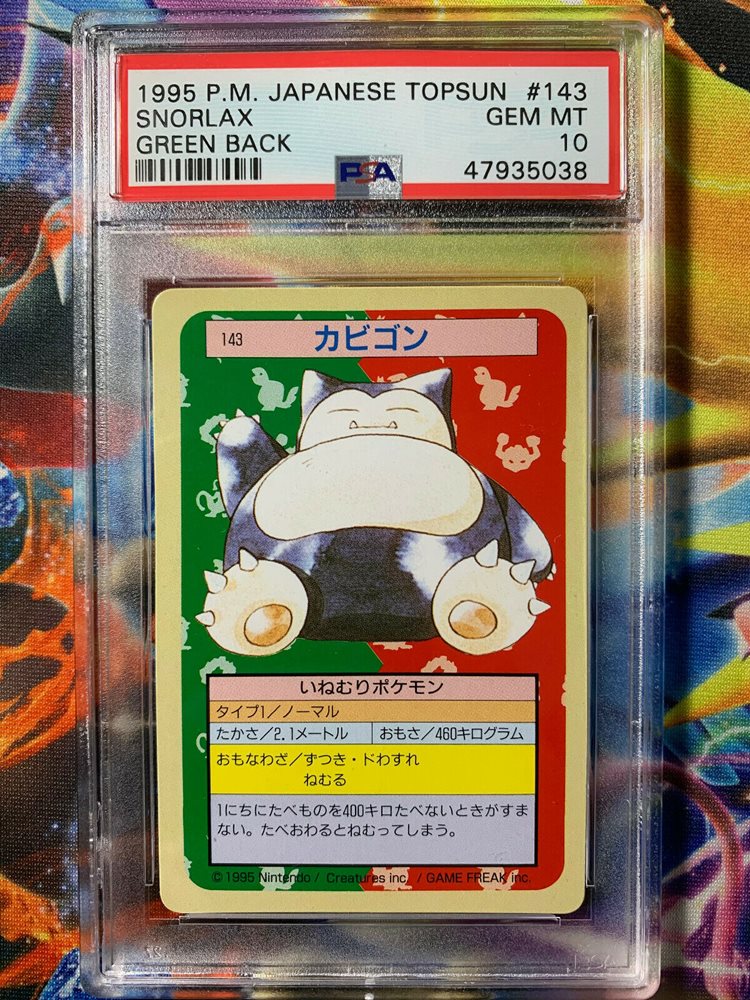 1995 P.M. JAPANESE TOPSUN #143
SNORLAX GEM MT
GREEN BACK 10
PSA 47935038
143 カビゴン
いねむりポケモン
タイプ1/ノーマル
たかさ/2.1メートル おもさ/460キログラム
おもなわざ/ずつき・ドわすれ
ねむる
1にちにたべものを400キロたべないときがすま
ない。たべおわるとねむってしまう。
©1995 Nintendo / Creatures inc. / GAME FREAK inc.